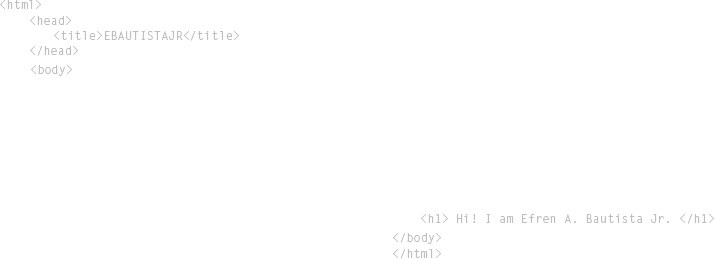 <html>
<head>
<title>EBAUTISTAJR</title>
</head>
<body>
<h1> Hi! I am Efren A. Bautista Jr. </h1>
</body>
</html>